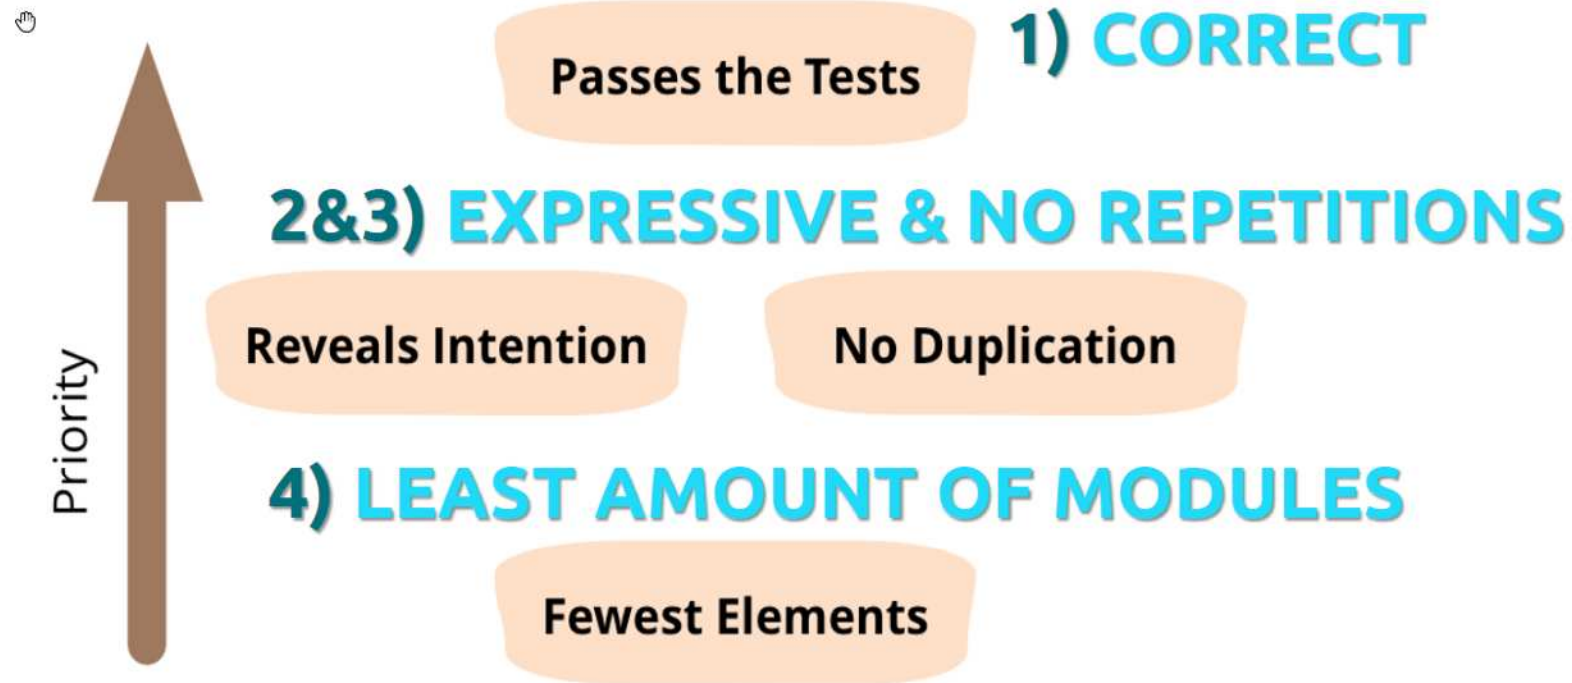 1) CORRECT
Passes the Tests
2&3) EXPRESSIVE & NO REPETITIONS
Reveals Intention
No Duplication
Priority
4) LEAST AMOUNT OF MODULES
Fewest Elements